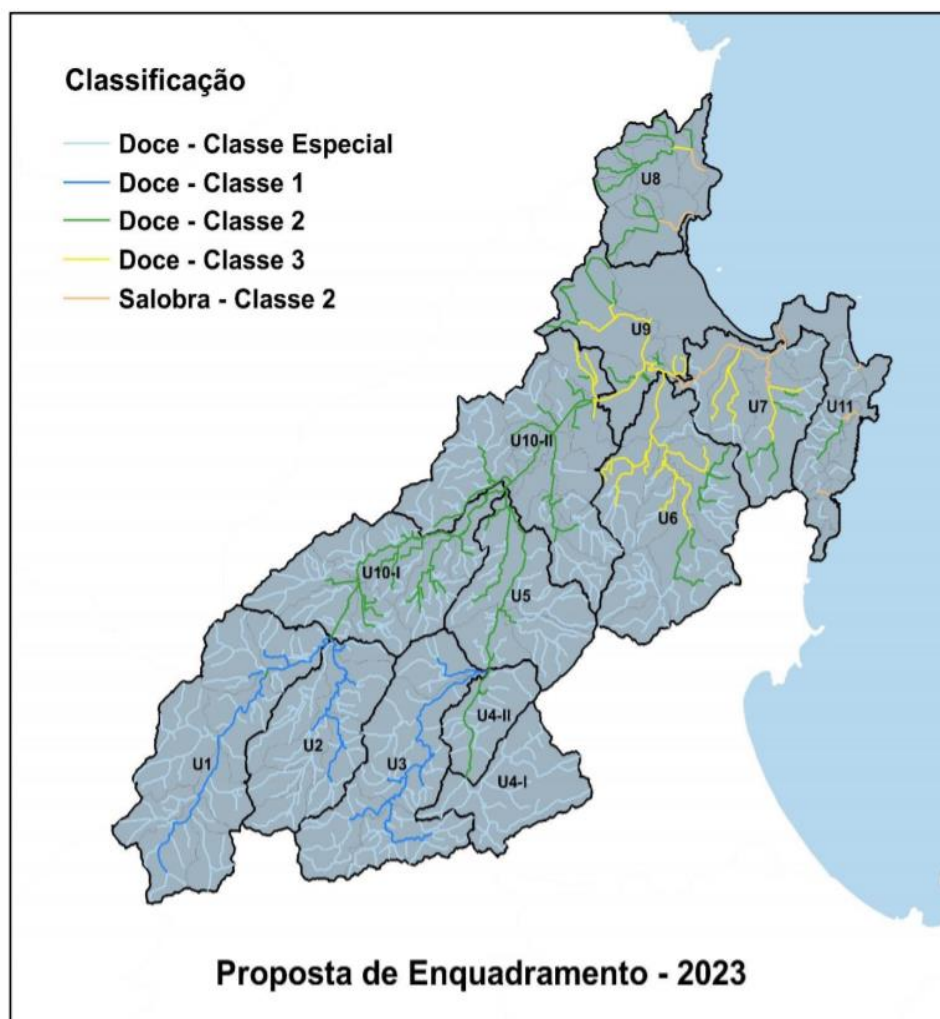 Classificação
Doce - Classe Especial
Doce - Classe 1
Doce - Classe 2
Doce - Classe 3
Salobra - Classe 2
U8
U9
U7
U11
U10-II
U6
U10-I
U5
U4-II
U2
U1
U3
U4-I
Proposta de Enquadramento - 2023